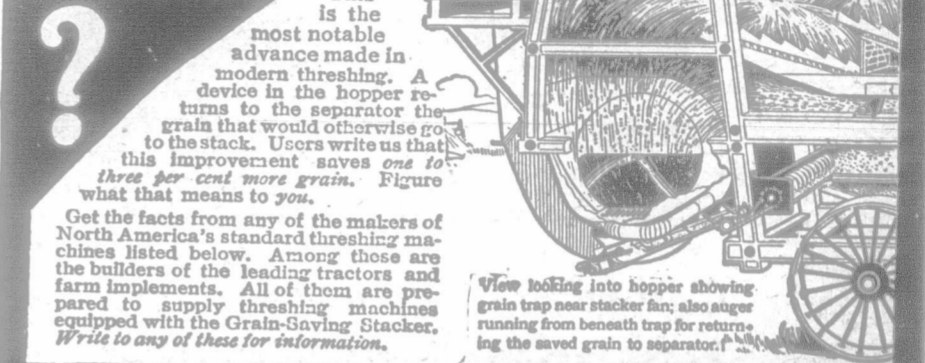 ?
is the
most notable
advance made in
modern threshing. A
device in the hopper re-
turns to the separator the
grain that would otherwise go
to the stack. Users write us that
this improvement saves one to
three per cent more grain. Figure
what that means to you.
Get the facts from any of the makers of
North America's standard threshing ma-
chines listed below. Among these are
the builders of the leading tractors and
farm implements. All of them are pre-
pared to supply threshing machines
equipped with the Grain-Saving Stacker.
Write to any of these for information.
View looking into hopper showing
grain trap near stacker fan; also auger
running from beneath trap for return-
ing the saved grain to separator.